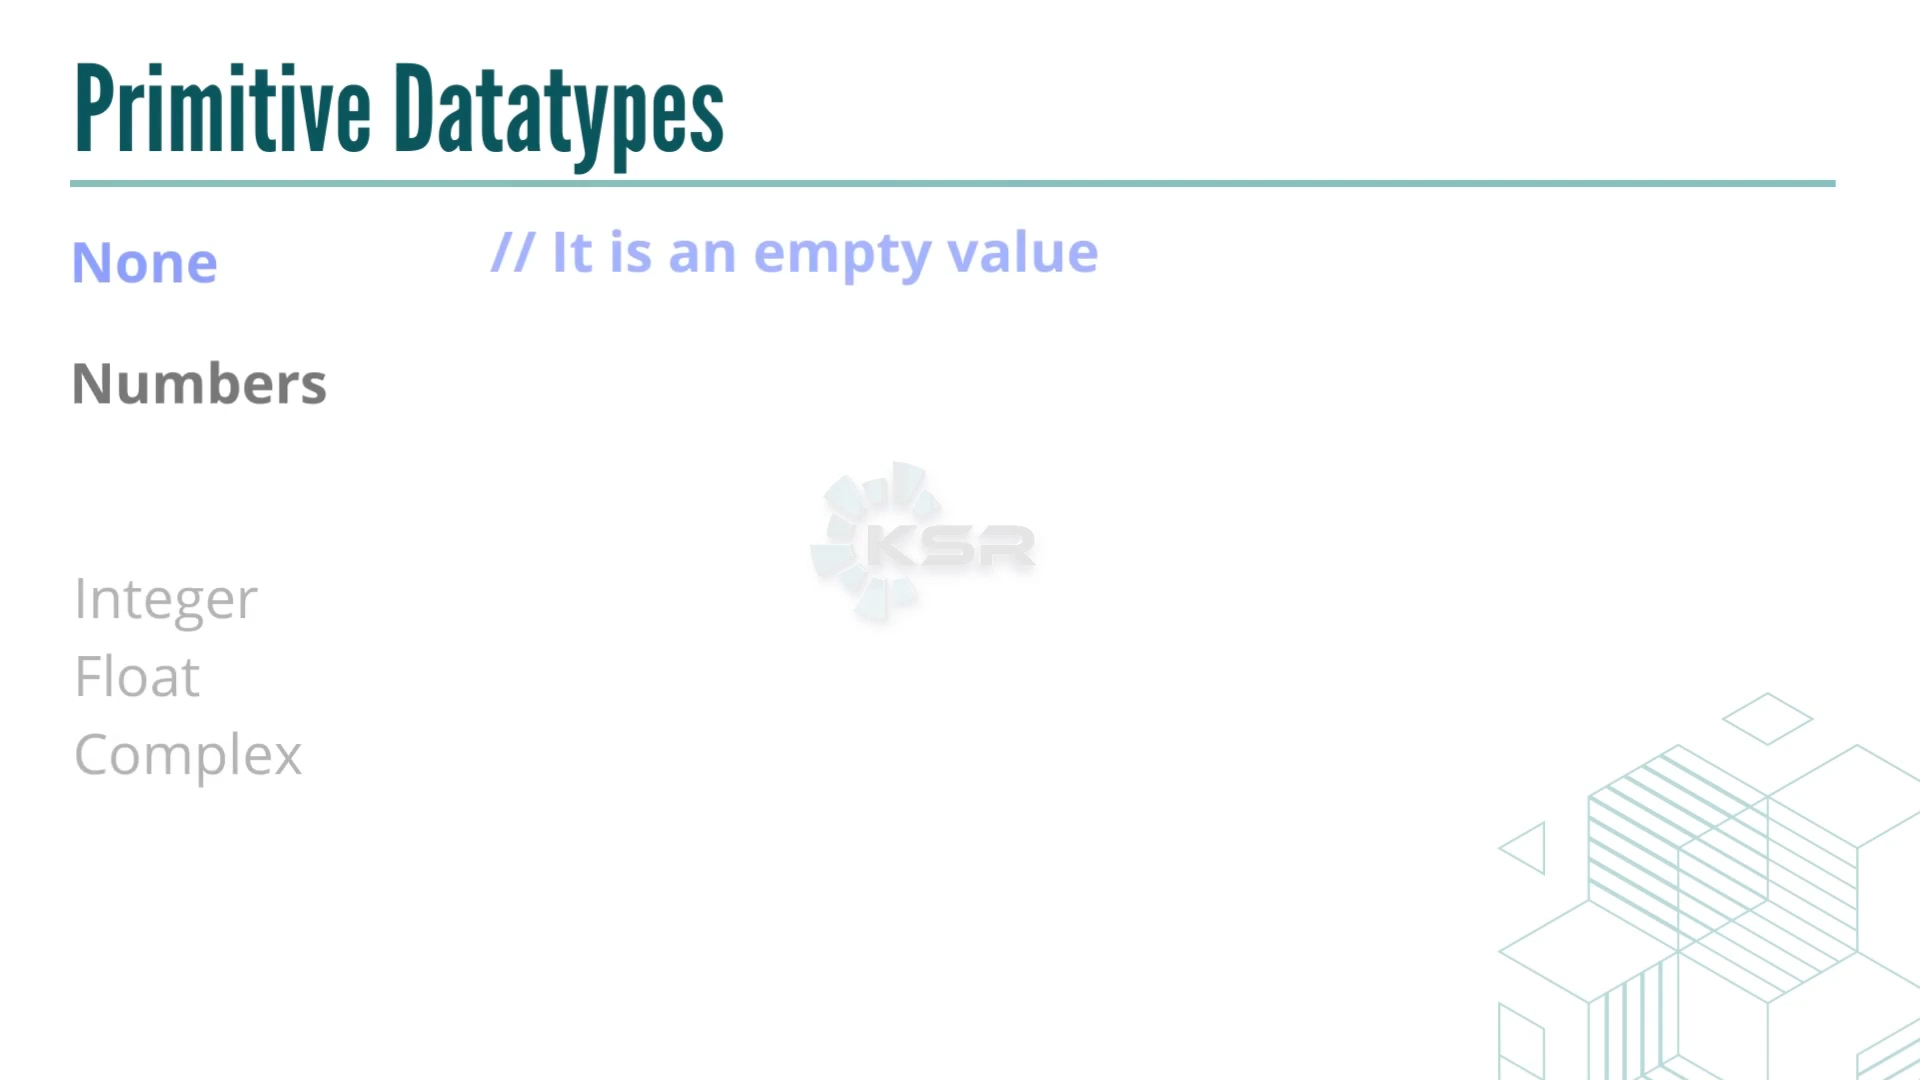 Primitive Datatypes
None // It is an empty value
Numbers
KSR
Integer
Float
Complex